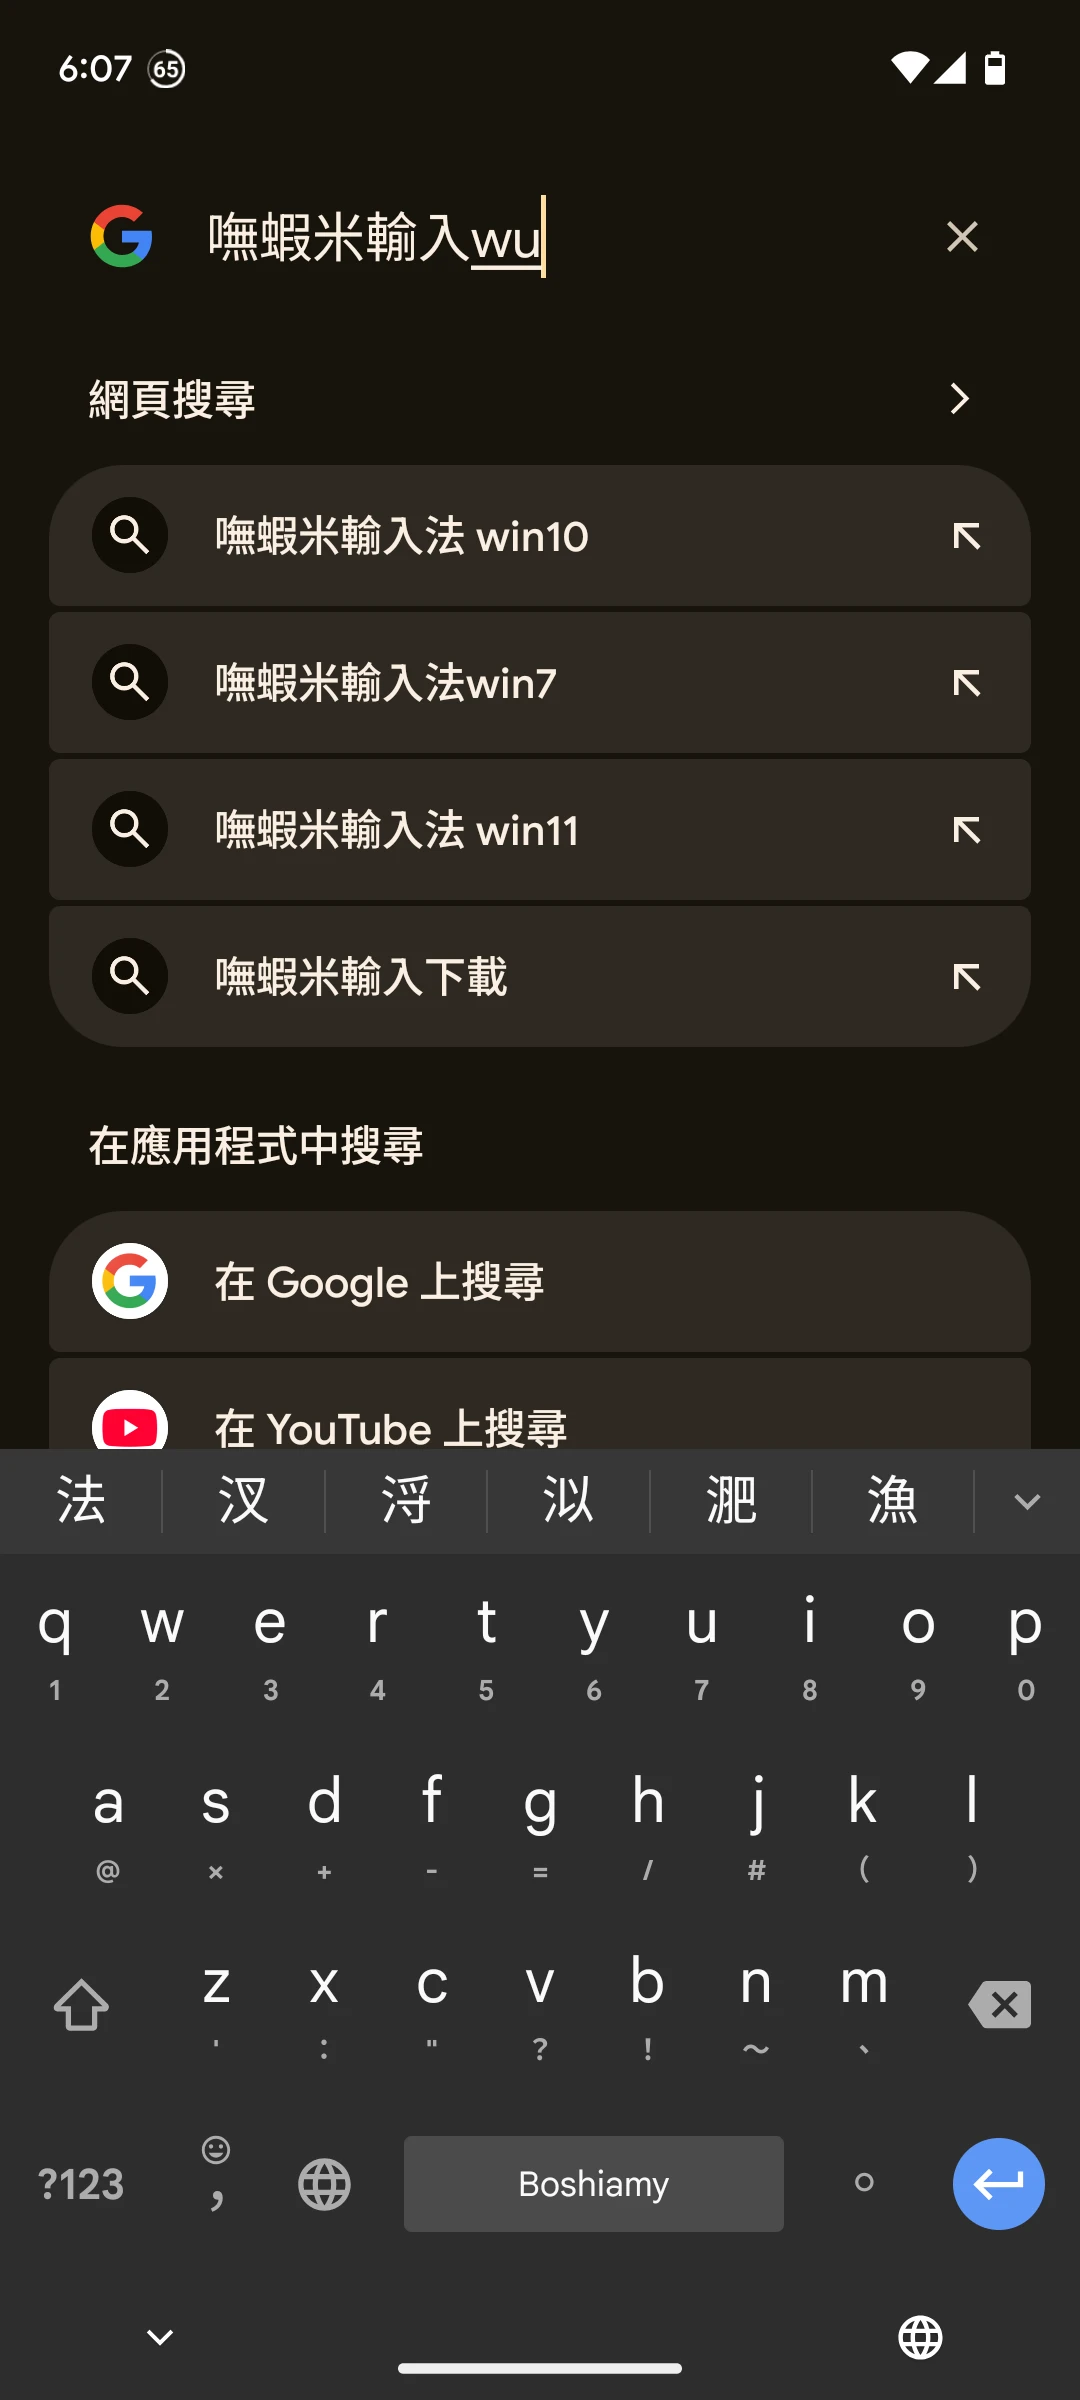 6:07 65
嘸蝦米輸入wu
網頁搜尋
嘸蝦米輸入法 win10
嘸蝦米輸入法win7
嘸蝦米輸入法 win11
嘸蝦米輸入下載
在應用程式中搜尋
在 Google 上搜尋
在 YouTube 上搜尋
法 汊 浖 㳂 淝 漁
q w e r t y u i o p
1 2 3 4 5 6 7 8 9 0
a s d f g h j k l
@ × + - = / # ( )
z x c v b n m
' : " ? ! ～ 、
?123 , Boshiamy 。